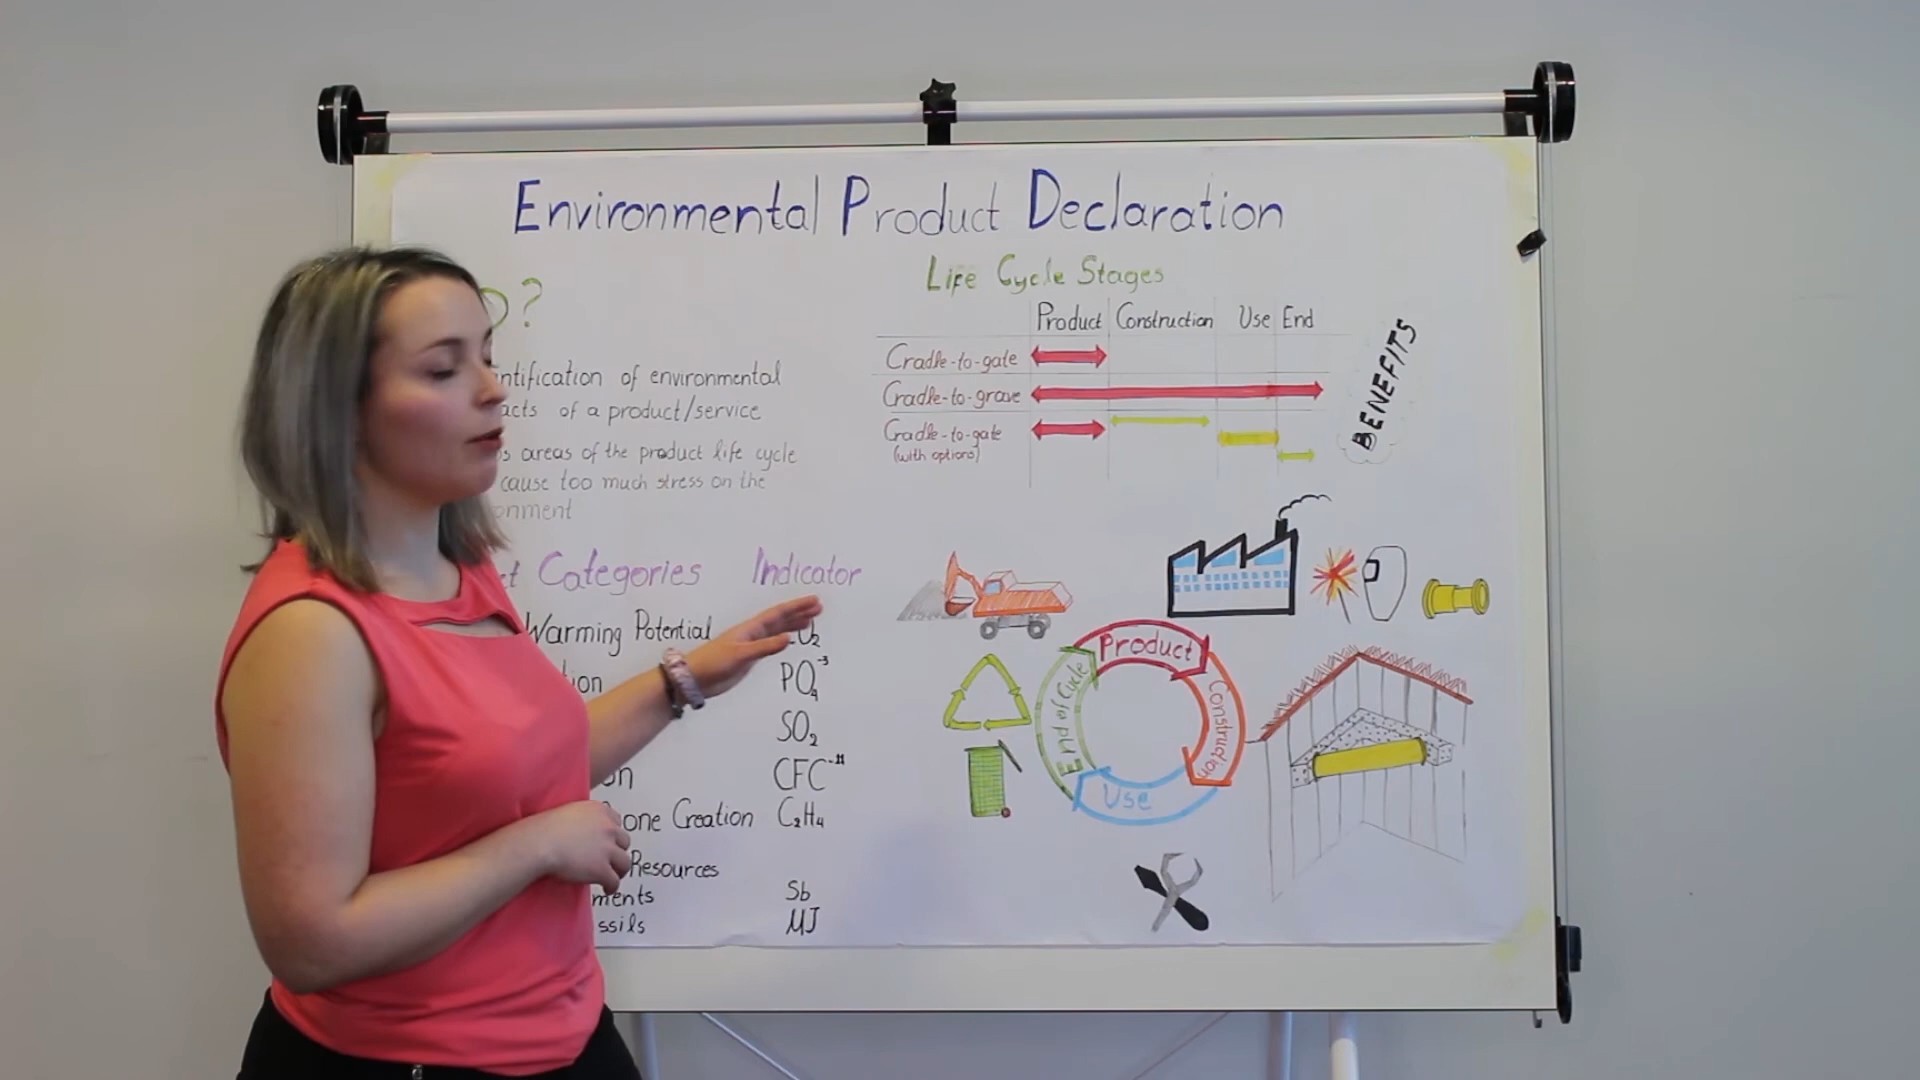 Environmental Product Declaration
?
ntification of environmental
acts of a product/service
s areas of the product life cycle
cause too much stress on the
onment
Life Cycle Stages
Product Construction Use End
Cradle-to-gate
Cradle-to-grave
Cradle-to-gate
(with options)
BENEFITS
t Categories Indicator
Warming Potential CO₂
tion PO₄⁻³
SO₂
on CFC⁻¹¹
one Creation C₂H₄
Resources
ments Sb
ssils MJ
Product
Construction
Use
End of Cycle